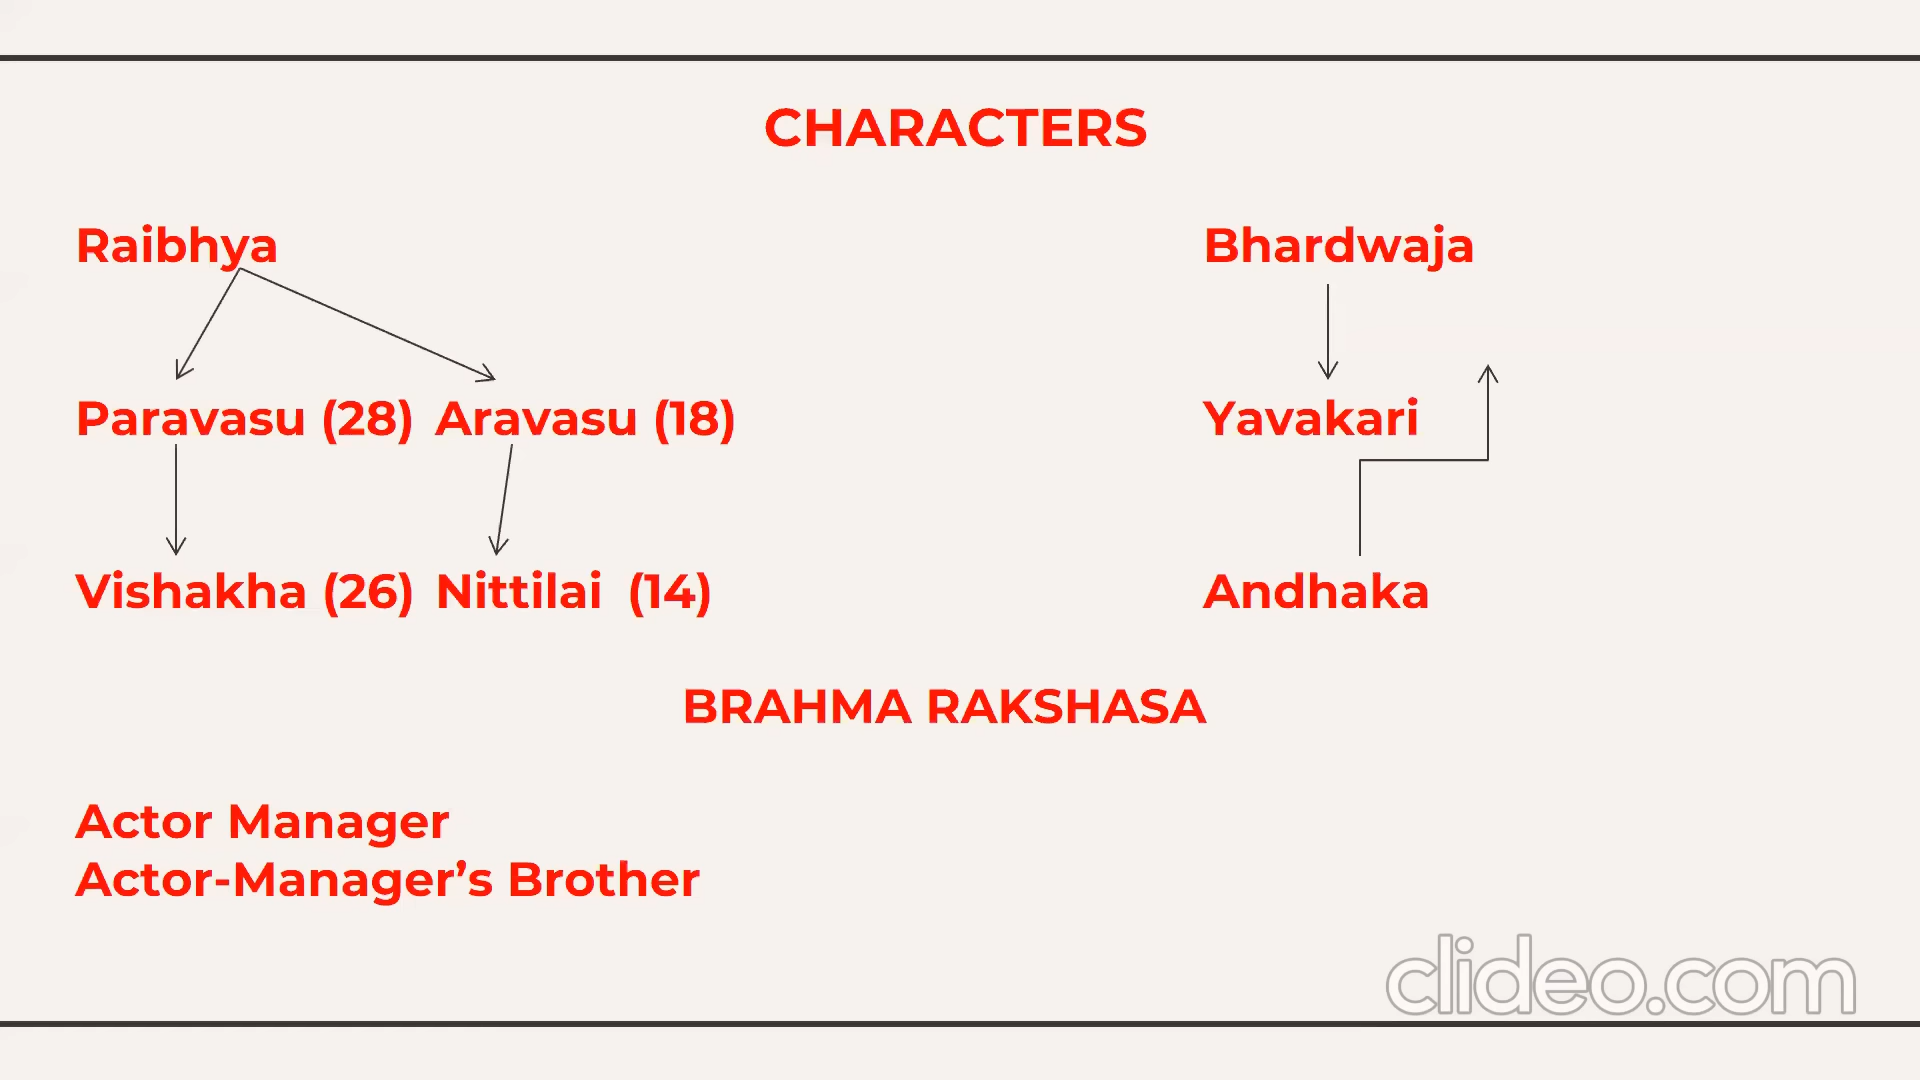 CHARACTERS
Raibhya Bhardwaja
Paravasu (28) Aravasu (18) Yavakari
Vishakha (26) Nittilai (14) Andhaka
BRAHMA RAKSHASA
Actor Manager
Actor-Manager’s Brother
clideo.com